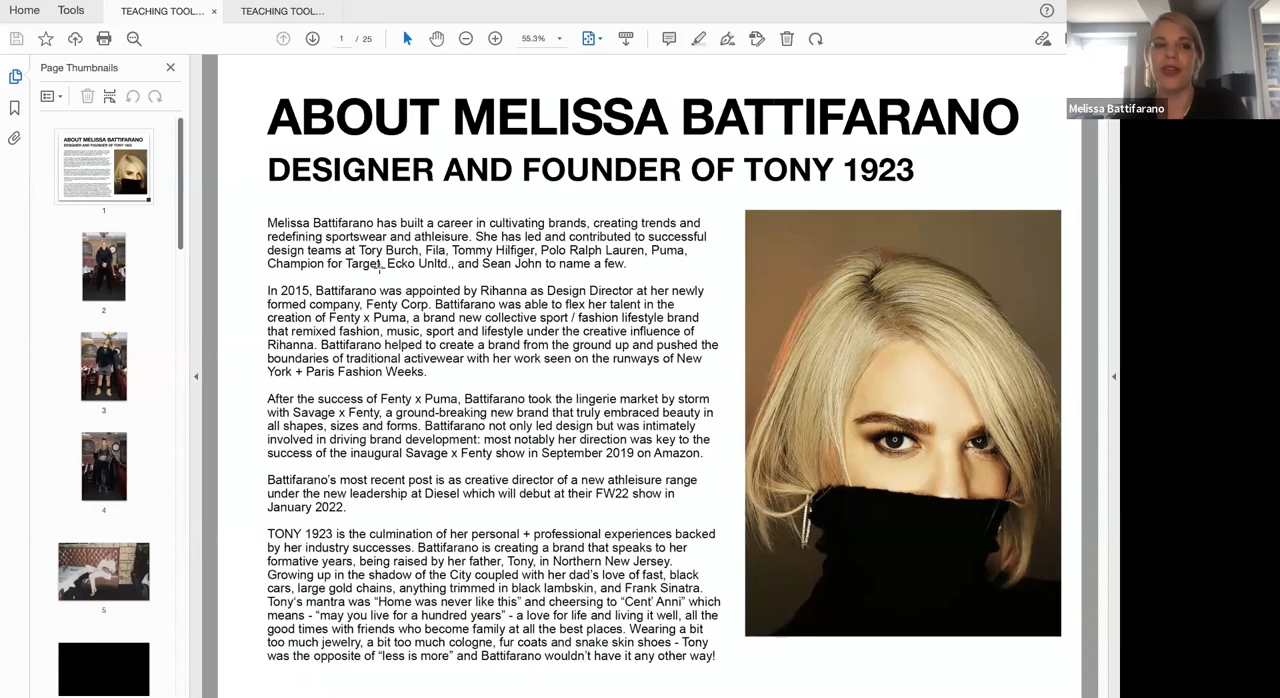 Home Tools TEACHING TOOL... × TEACHING TOOL...
1 / 25 55.3%
Page Thumbnails
Melissa Battifarano
ABOUT MELISSA BATTIFARANO
DESIGNER AND FOUNDER OF TONY 1923
Melissa Battifarano has built a career in cultivating brands, creating trends and
redefining sportswear and athleisure. She has led and contributed to successful
design teams at Tory Burch, Fila, Tommy Hilfiger, Polo Ralph Lauren, Puma,
Champion for Target, Ecko Unltd., and Sean John to name a few.
In 2015, Battifarano was appointed by Rihanna as Design Director at her newly
formed company, Fenty Corp. Battifarano was able to flex her talent in the
creation of Fenty x Puma, a brand new collective sport / fashion lifestyle brand
that remixed fashion, music, sport and lifestyle under the creative influence of
Rihanna. Battifarano helped to create a brand from the ground up and pushed the
boundaries of traditional activewear with her work seen on the runways of New
York + Paris Fashion Weeks.
After the success of Fenty x Puma, Battifarano took the lingerie market by storm
with Savage x Fenty, a ground-breaking new brand that truly embraced beauty in
all shapes, sizes and forms. Battifarano not only led design but was intimately
involved in driving brand development: most notably her direction was key to the
success of the inaugural Savage x Fenty show in September 2019 on Amazon.
Battifarano's most recent post is as creative director of a new athleisure range
under the new leadership at Diesel which will debut at their FW22 show in
January 2022.
TONY 1923 is the culmination of her personal + professional experiences backed
by her industry successes. Battifarano is creating a brand that speaks to her
formative years, being raised by her father, Tony, in Northern New Jersey.
Growing up in the shadow of the City coupled with her dad's love of fast, black
cars, large gold chains, anything trimmed in black lambskin, and Frank Sinatra.
Tony's mantra was "Home was never like this" and cheersing to "Cent' Anni" which
means - "may you live for a hundred years" - a love for life and living it well, all the
good times with friends who become family at all the best places. Wearing a bit
too much jewelry, a bit too much cologne, fur coats and snake skin shoes - Tony
was the opposite of "less is more" and Battifarano wouldn't have it any other way!
ABOUT MELISSA BATTIFARANO
DESIGNER AND FOUNDER OF TONY 1923
1
2
3
4
5